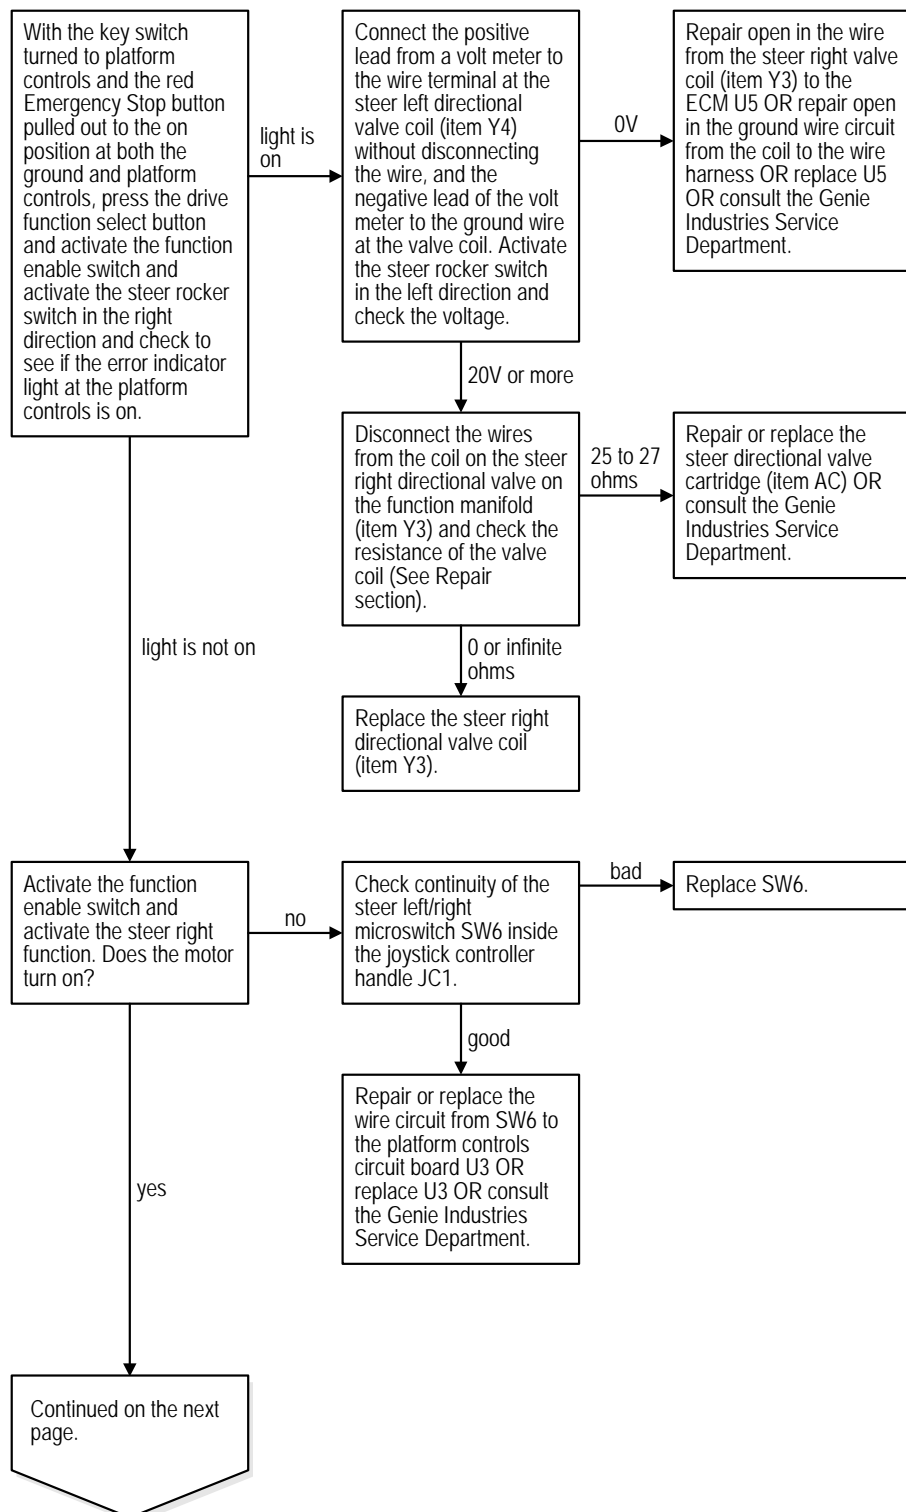 With the key switch
turned to platform
controls and the red
Emergency Stop button
pulled out to the on
position at both the
ground and platform
controls, press the drive
function select button
and activate the function
enable switch and
activate the steer rocker
switch in the right
direction and check to
see if the error indicator
light at the platform
controls is on.
light is
on
Connect the positive
lead from a volt meter to
the wire terminal at the
steer left directional
valve coil (item Y4)
without disconnecting
the wire, and the
negative lead of the volt
meter to the ground wire
at the valve coil. Activate
the steer rocker switch
in the left direction and
check the voltage.
0V
Repair open in the wire
from the steer right valve
coil (item Y3) to the
ECM U5 OR repair open
in the ground wire circuit
from the coil to the wire
harness OR replace U5
OR consult the Genie
Industries Service
Department.
20V or more
Disconnect the wires
from the coil on the steer
right directional valve on
the function manifold
(item Y3) and check the
resistance of the valve
coil (See Repair
section).
25 to 27
ohms
Repair or replace the
steer directional valve
cartridge (item AC) OR
consult the Genie
Industries Service
Department.
0 or infinite
ohms
Replace the steer right
directional valve coil
(item Y3).
light is not on
Activate the function
enable switch and
activate the steer right
function. Does the motor
turn on?
no
Check continuity of the
steer left/right
microswitch SW6 inside
the joystick controller
handle JC1.
bad
Replace SW6.
good
Repair or replace the
wire circuit from SW6 to
the platform controls
circuit board U3 OR
replace U3 OR consult
the Genie Industries
Service Department.
yes
Continued on the next
page.